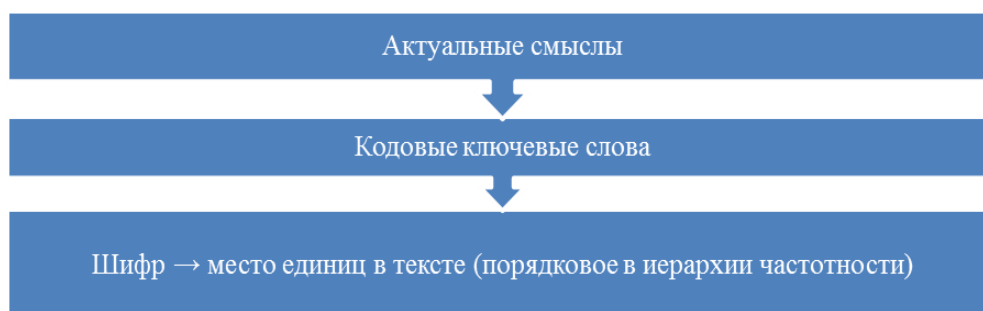 Актуальные смыслы
Кодовые ключевые слова
Шифр → место единиц в тексте (порядковое в иерархии частотности)